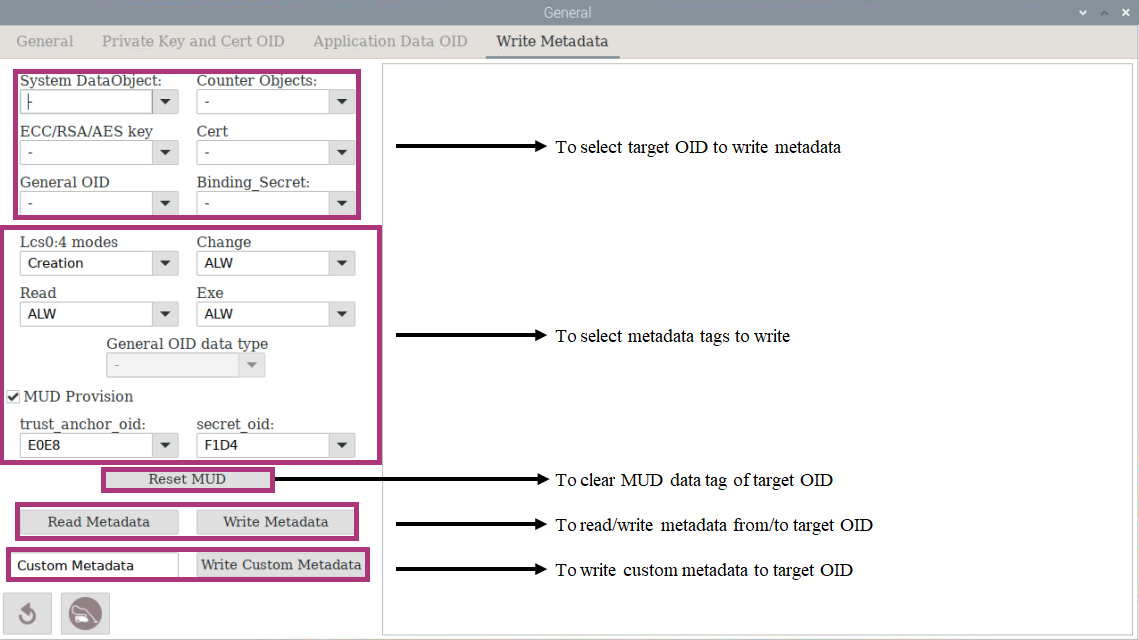 General
General Private Key and Cert OID Application Data OID Write Metadata
System DataObject: Counter Objects:
- -
ECC/RSA/AES key Cert
- -
To select target OID to write metadata
General OID Binding_Secret:
- -
Lcs0:4 modes Change
Creation ALW
Read Exe
ALW ALW
To select metadata tags to write
General OID data type
-
MUD Provision
trust_anchor_oid: secret_oid:
E0E8 F1D4
Reset MUD To clear MUD data tag of target OID
Read Metadata Write Metadata To read/write metadata from/to target OID
Custom Metadata Write Custom Metadata To write custom metadata to target OID